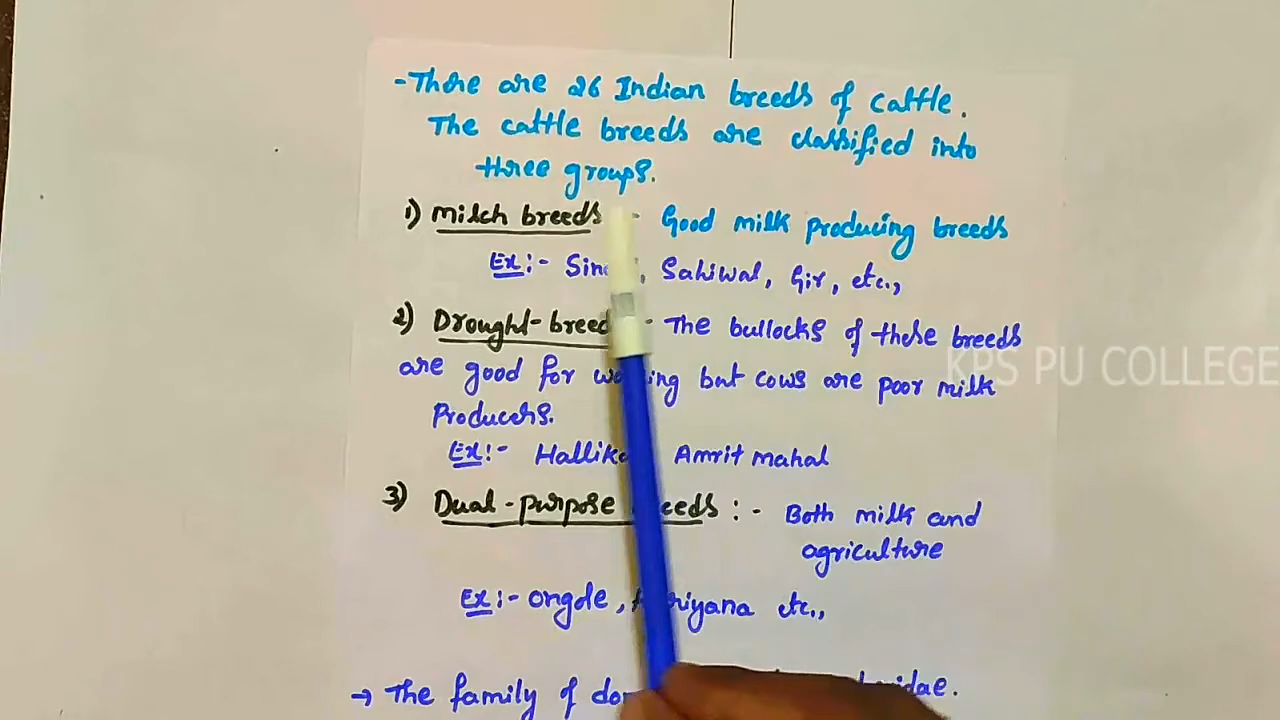 - There are 26 Indian breeds of cattle.
The cattle breeds are classified into
three groups.
1) Milch breeds - Good milk producing breeds
Ex:- Sahiwal, Gir, etc.,
2) Drought- - The bullocks of these breeds
are good for but cows are poor milk
Producers.
Ex:- Amrit mahal
3) Dual-purpose :- Both milk and
agriculture
Ex:- Ongole, etc.,
→ The family of
KPS PU COLLEGE